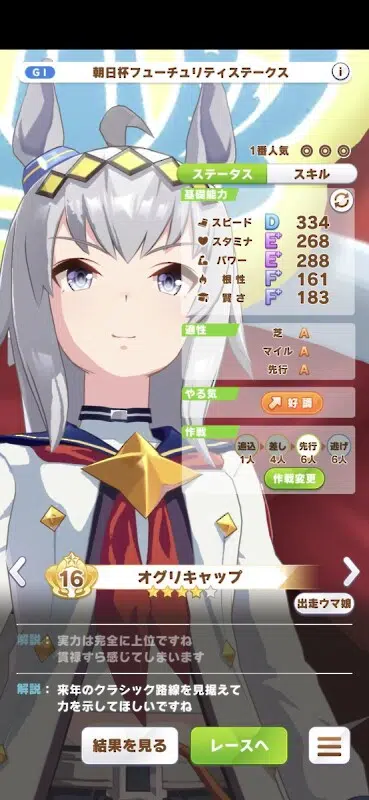 GI 朝日杯フューチュリティステークス
1番人気 ◎ ◎ ◎
ステータス スキル
基礎能力
スピード D 334
スタミナ E+ 268
パワー E+ 288
根性 F+ 161
賢さ F+ 183
適性
芝 A
マイル A
先行 A
やる気
好調
作戦
追込 差し 先行 逃げ
1人 4人 6人 6人
作戦変更
16 オグリキャップ
出走ウマ娘
解説： 実力は完全に上位ですね
貫禄すら感じてしまいます
解説： 来年のクラシック路線を見据えて
力を示してほしいですね
結果を見る レースへ